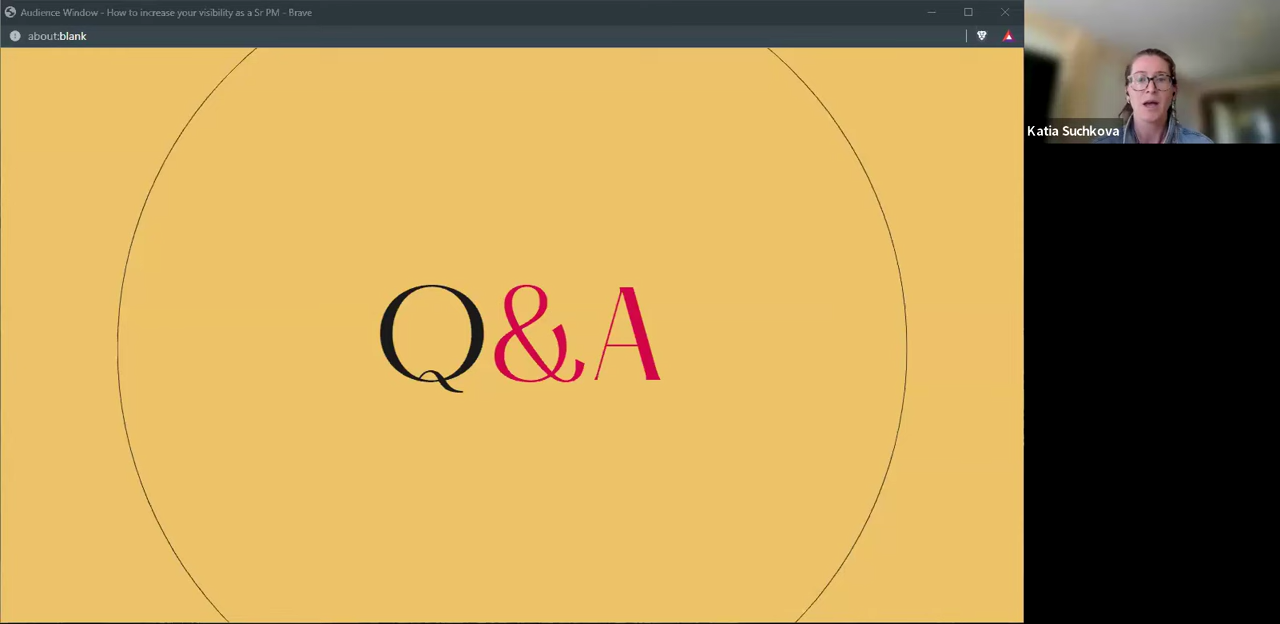 Audience Window - How to increase your visibility as a Sr PM - Brave
about:blank
Katia Suchkova
Q&A